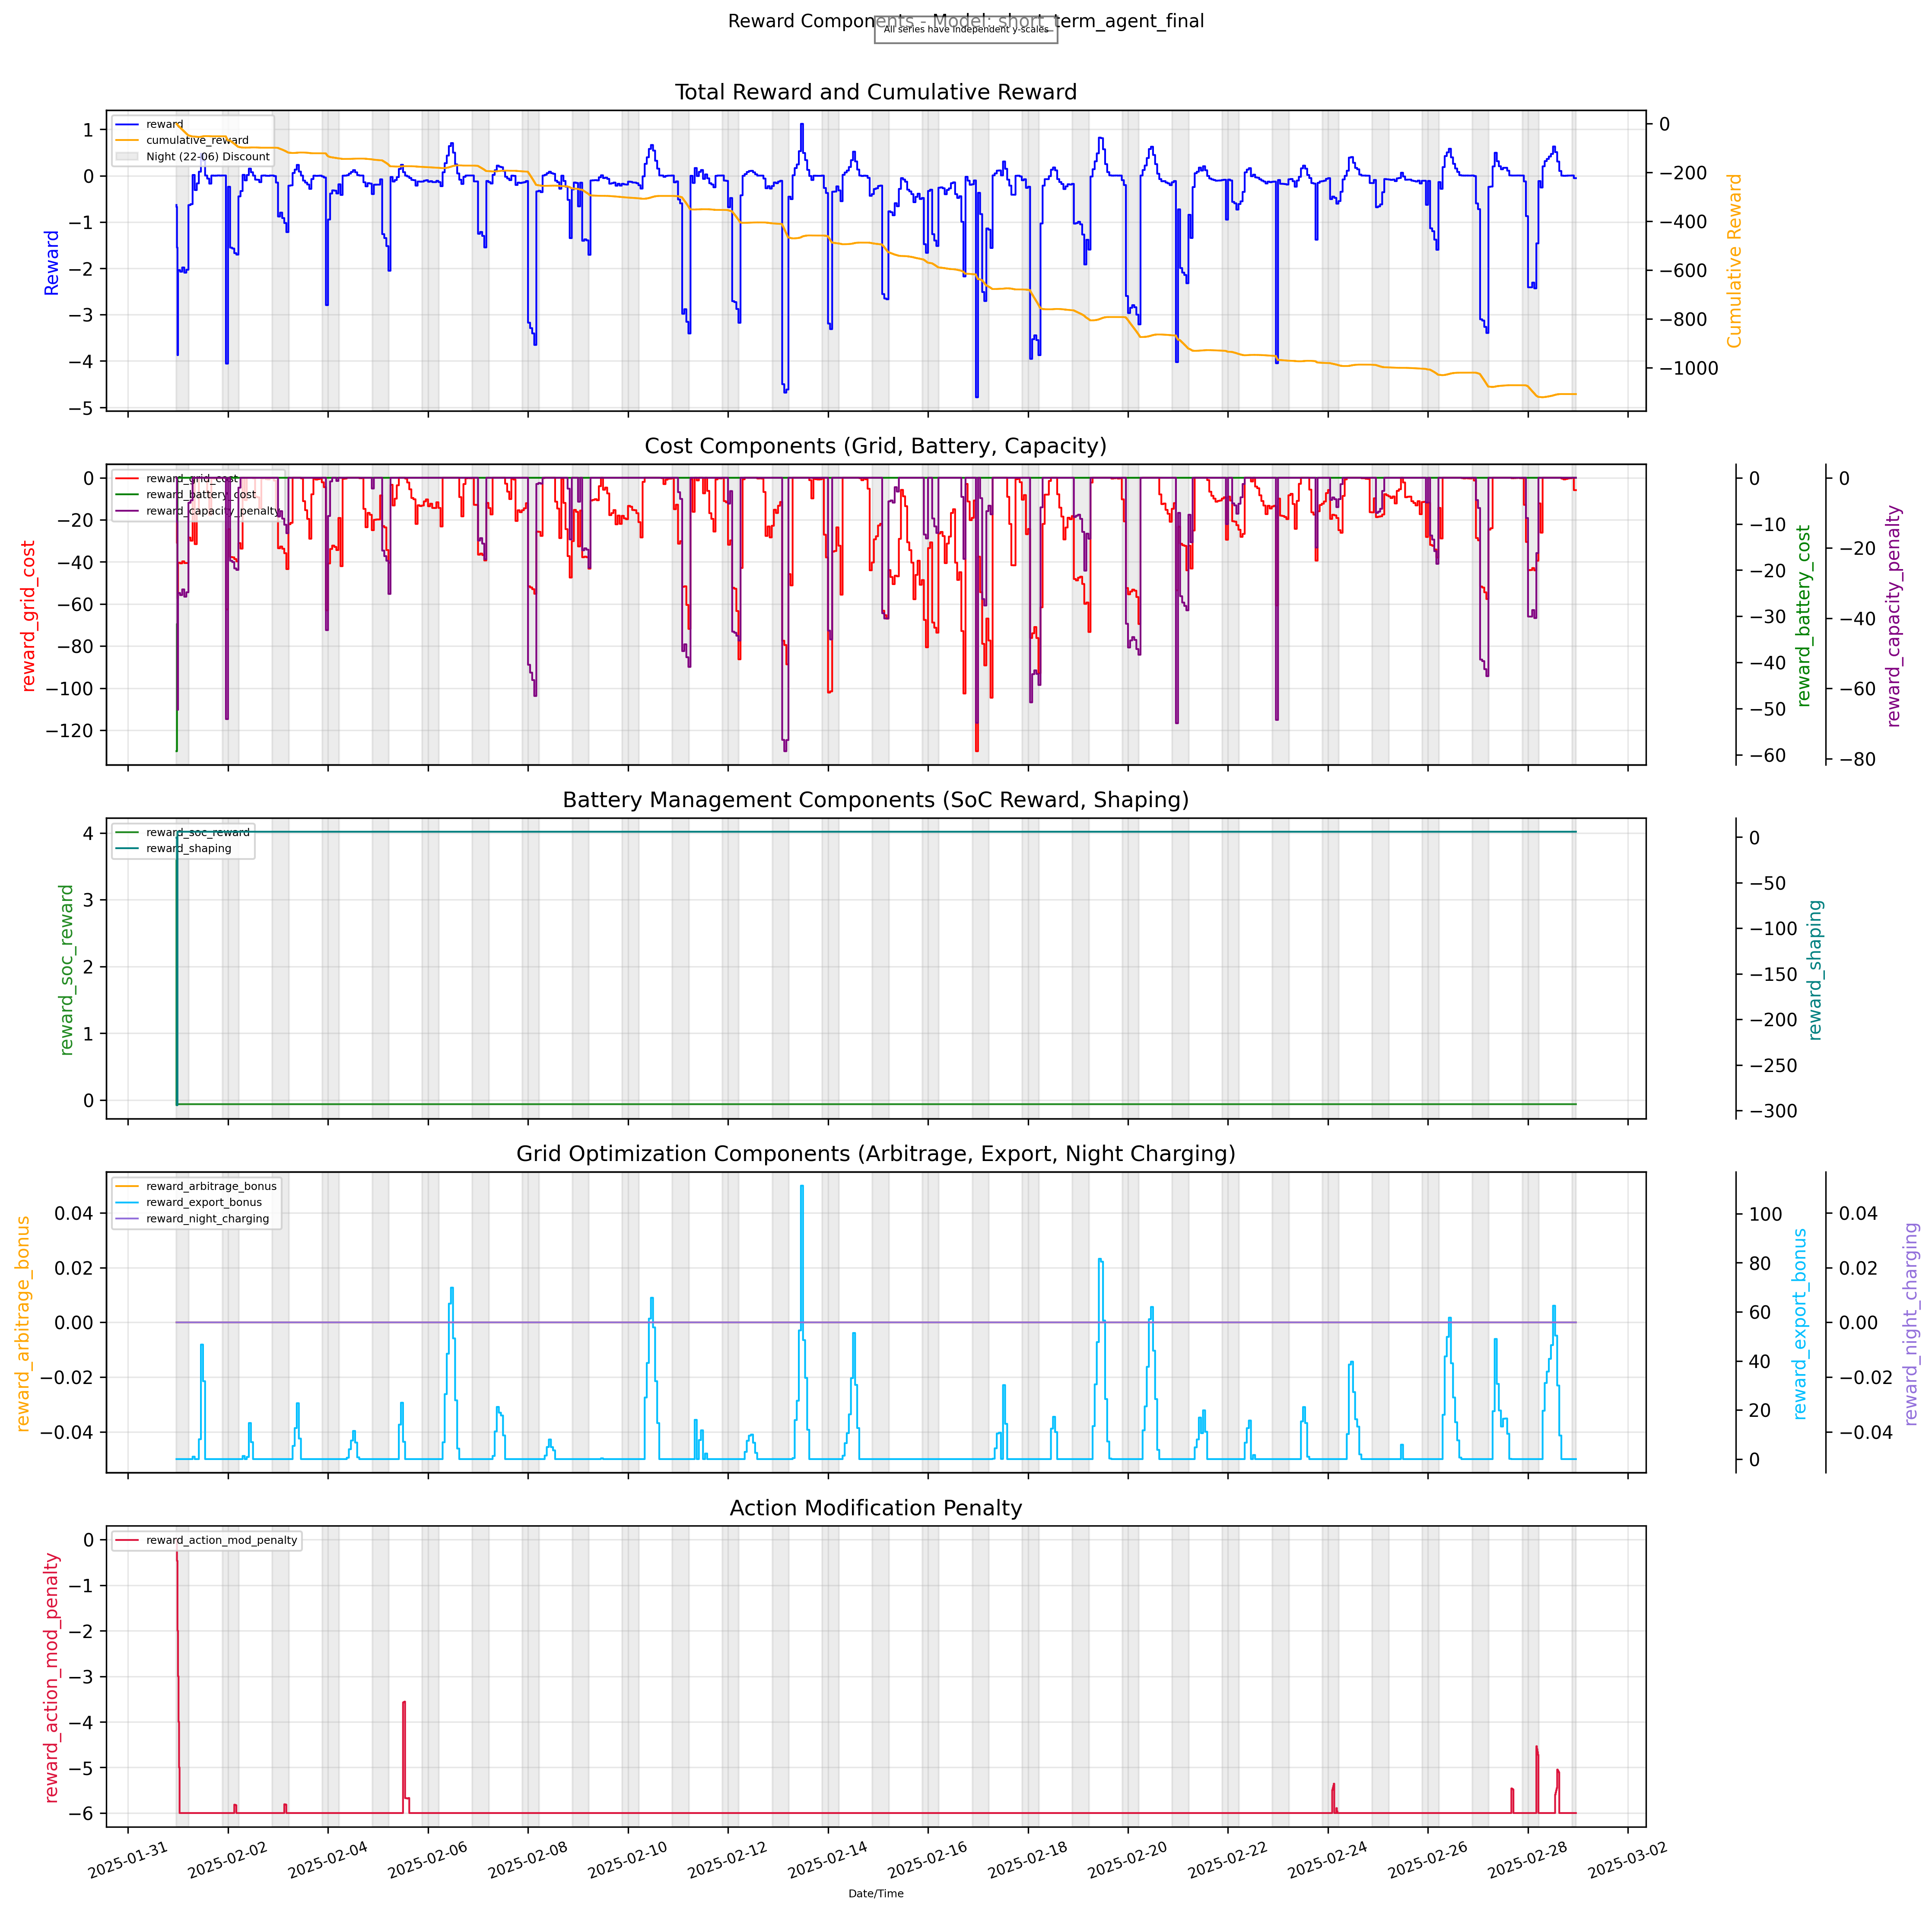 Reward Components - Model: short_term_agent_final
All series have independent y-scales
Total Reward and Cumulative Reward
reward
cumulative_reward
Night (22-06) Discount
Reward
1
0
−1
−2
−3
−4
−5
0
−200
−400
−600
−800
−1000
Cumulative Reward
Cost Components (Grid, Battery, Capacity)
reward_grid_cost
reward_battery_cost
reward_capacity_penalty
reward_grid_cost
0
−20
−40
−60
−80
−100
−120
0
−10
−20
−30
−40
−50
−60
reward_battery_cost
0
−20
−40
−60
−80
reward_capacity_penalty
Battery Management Components (SoC Reward, Shaping)
reward_soc_reward
reward_shaping
reward_soc_reward
4
3
2
1
0
0
−50
−100
−150
−200
−250
−300
reward_shaping
Grid Optimization Components (Arbitrage, Export, Night Charging)
reward_arbitrage_bonus
reward_export_bonus
reward_night_charging
reward_arbitrage_bonus
0.04
0.02
0.00
−0.02
−0.04
100
80
60
40
20
0
reward_export_bonus
0.04
0.02
0.00
−0.02
−0.04
reward_night_charging
Action Modification Penalty
reward_action_mod_penalty
reward_action_mod_penalty
0
−1
−2
−3
−4
−5
−6
2025-01-31
2025-02-02
2025-02-04
2025-02-06
2025-02-08
2025-02-10
2025-02-12
2025-02-14
2025-02-16
2025-02-18
2025-02-20
2025-02-22
2025-02-24
2025-02-26
2025-02-28
2025-03-02
Date/Time